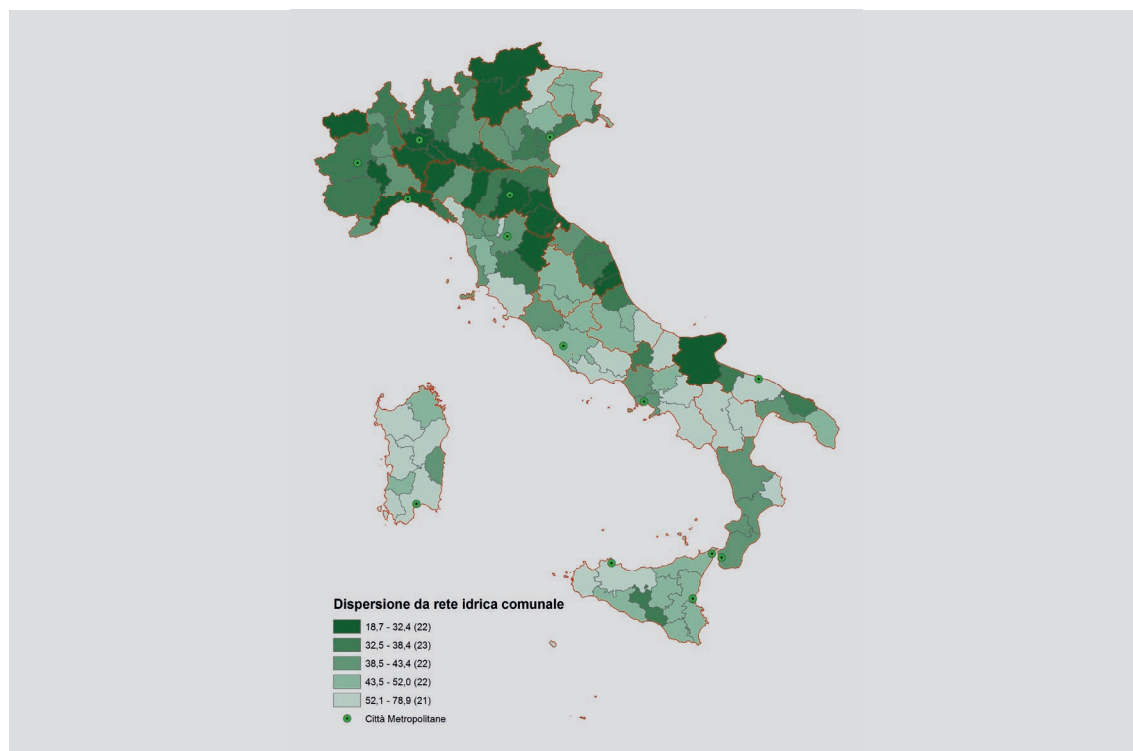 Dispersione da rete idrica comunale
18,7 - 32,4 (22)
32,5 - 38,4 (23)
38,5 - 43,4 (22)
43,5 - 52,0 (22)
52,1 - 78,9 (21)
Città Metropolitane